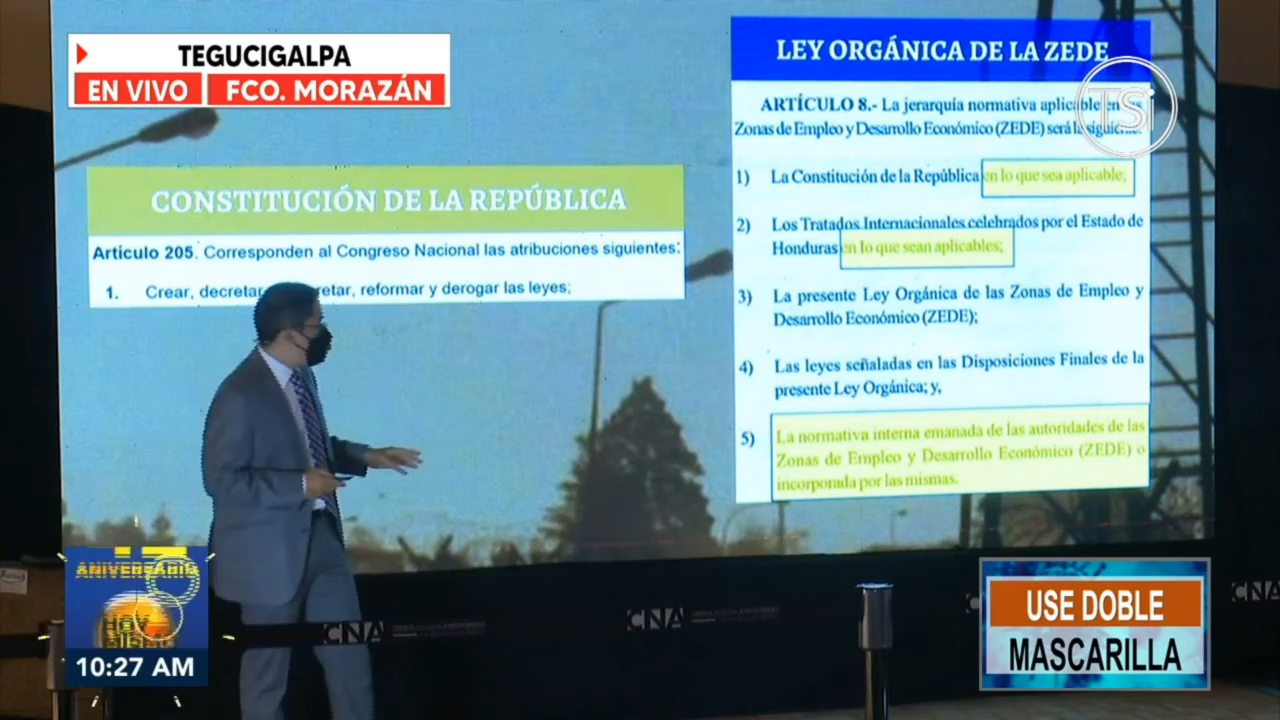 TEGUCIGALPA
EN VIVO
FCO. MORAZÁN
CONSTITUCIÓN DE LA REPÚBLICA
Artículo 205. Corresponden al Congreso Nacional las atribuciones siguientes:
1. Crear, decretar, reformar y derogar las leyes;
LEY ORGÁNICA DE LA ZEDE
TSi
ARTÍCULO 8.- La jerarquía normativa aplicable en las
Zonas de Empleo y Desarrollo Económico (ZEDE) será la siguiente:
1) La Constitución de la República en lo que sea aplicable;
2) Los Tratados Internacionales celebrados por el Estado de
Honduras en lo que sean aplicables;
3) La presente Ley Orgánica de las Zonas de Empleo y
Desarrollo Económico (ZEDE);
4) Las leyes señaladas en las Disposiciones Finales de la
presente Ley Orgánica; y,
5) La normativa interna emanada de las autoridades de las
Zonas de Empleo y Desarrollo Económico (ZEDE) o
incorporada por las mismas.
ANIVERSARIO
HOY
10:27 AM
CNA
CNA
CNA
USE DOBLE
MASCARILLA